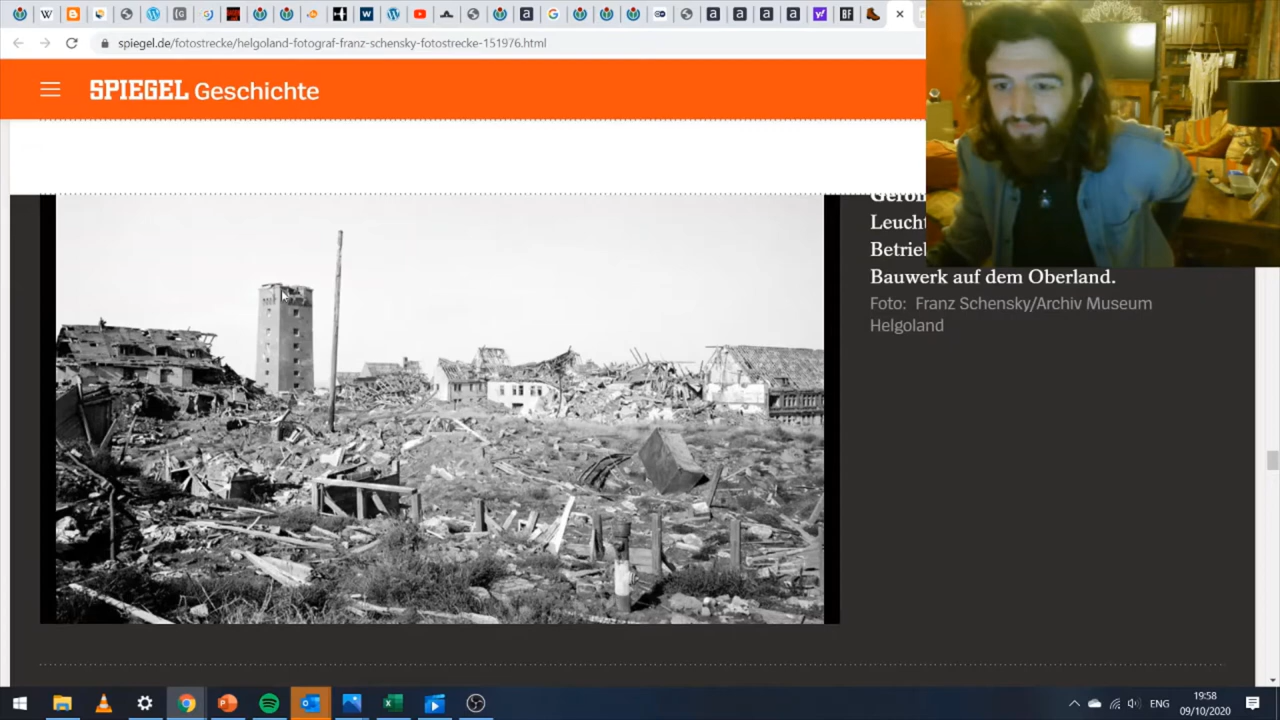 spiegel.de/fotostrecke/helgoland-fotograf-franz-schensky-fotostrecke-151976.html
SPIEGEL Geschichte
Leucht
Betriel
Bauwerk auf dem Oberland.
Foto: Franz Schensky/Archiv Museum
Helgoland
ENG
19:58
09/10/2020